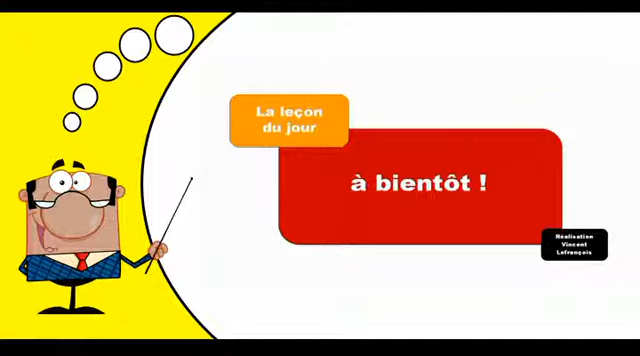 La leçon
du jour
à bientôt !
Réalisation
Vincent
Lefrançois